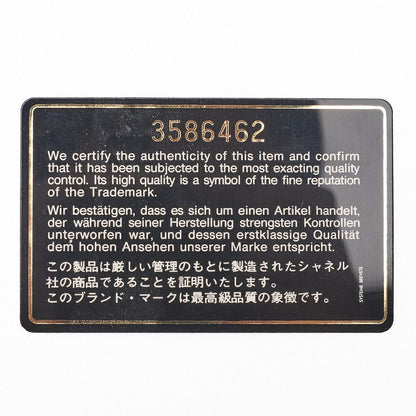 3586462
We certify the authenticity of this item and confirm
that it has been subjected to the most exacting quality
control. Its high quality is a symbol of the fine reputation
of the Trademark.
Wir bestätigen, dass es sich um einen Artikel handelt,
der während seiner Herstellung strengsten Kontrollen
unterworfen war, und dessen erstklassige Qualität
dem hohen Ansehen unserer Marke entspricht.
この製品は厳しい管理のもとに製造されたシャネル
社の商品であることを証明いたします。
このブランド・マークは最高級品質の象徴です。
SYSTEME BREVETE